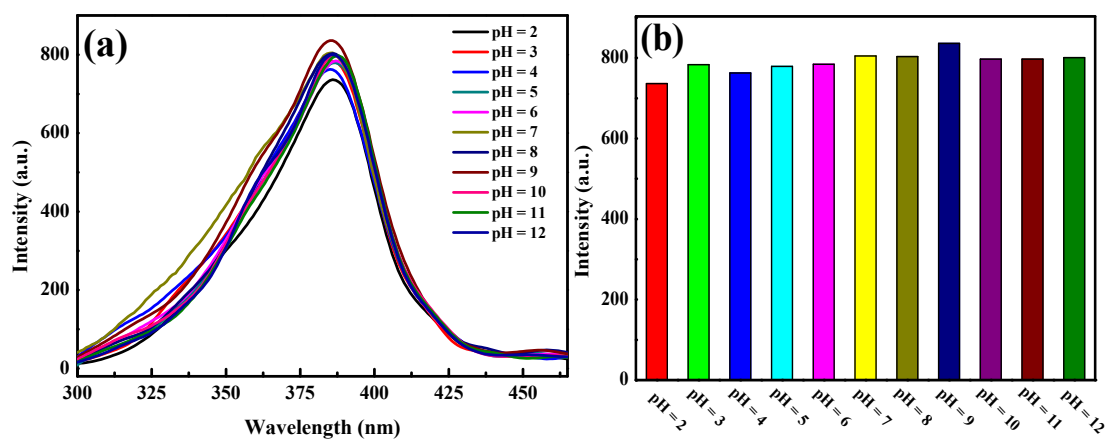 (a)
800
600
400
200
0
Intensity (a.u.)
300 325 350 375 400 425 450
Wavelength (nm)
pH = 2
pH = 3
pH = 4
pH = 5
pH = 6
pH = 7
pH = 8
pH = 9
pH = 10
pH = 11
pH = 12
(b)
800
600
400
200
0
Intensity (a.u.)
pH = 2
pH = 3
pH = 4
pH = 5
pH = 6
pH = 7
pH = 8
pH = 9
pH = 10
pH = 11
pH = 12